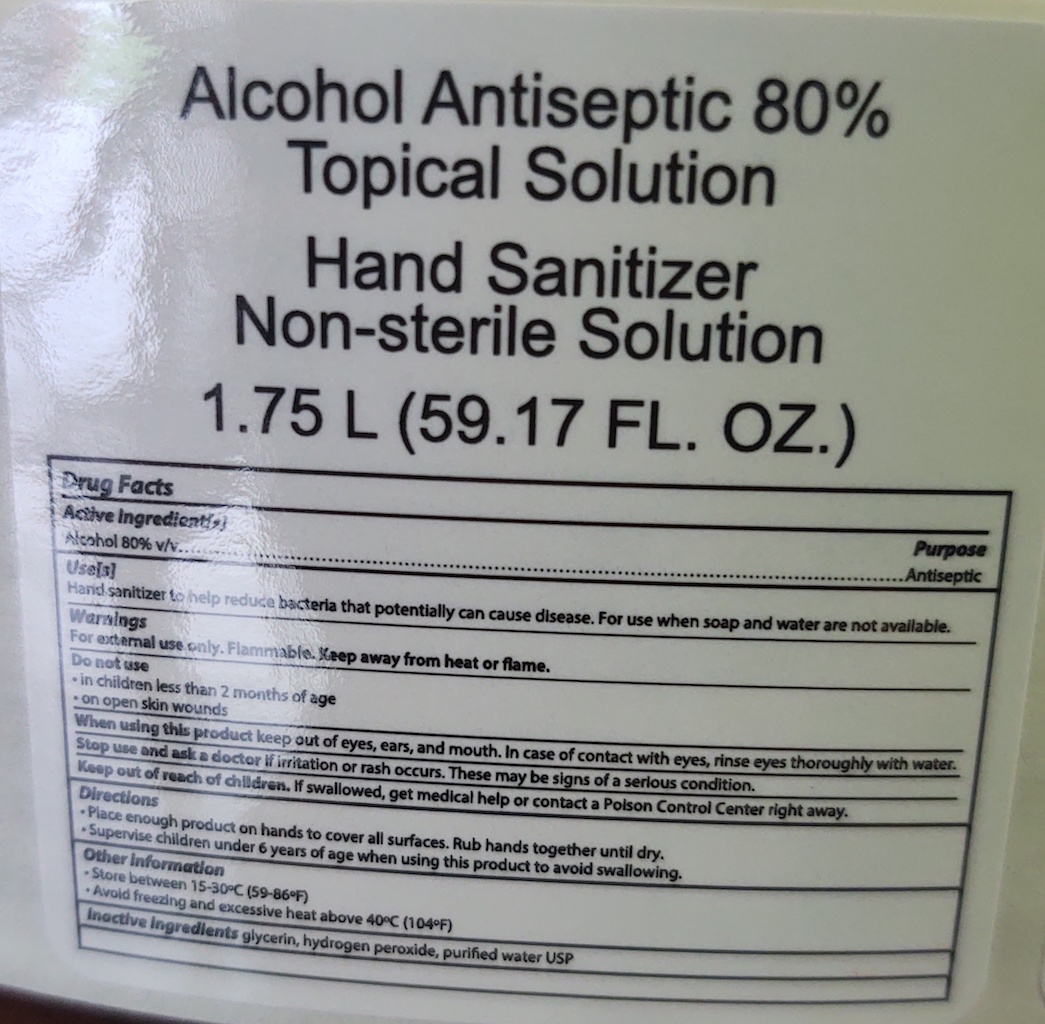 Alcohol Antiseptic 80%
Topical Solution
Hand Sanitizer
Non-sterile Solution
1.75 L (59.17 FL. OZ.)
Drug Facts
Active Ingredient[s]
Purpose
Alcohol 80% v/v..........Antiseptic
Use[s]
Hand sanitizer to help reduce bacteria that potentially can cause disease. For use when soap and water are not available.
Warnings
For external use only. Flammable. Keep away from heat or flame.
Do not use
• in children less than 2 months of age
• on open skin wounds
When using this product keep out of eyes, ears, and mouth. In case of contact with eyes, rinse eyes thoroughly with water.
Stop use and ask a doctor if irritation or rash occurs. These may be signs of a serious condition.
Keep out of reach of children. If swallowed, get medical help or contact a Poison Control Center right away.
Directions
• Place enough product on hands to cover all surfaces. Rub hands together until dry.
• Supervise children under 6 years of age when using this product to avoid swallowing.
Other information
• Store between 15-30ºC (59-86ºF)
• Avoid freezing and excessive heat above 40ºC (104ºF)
Inactive Ingredients glycerin, hydrogen peroxide, purified water USP